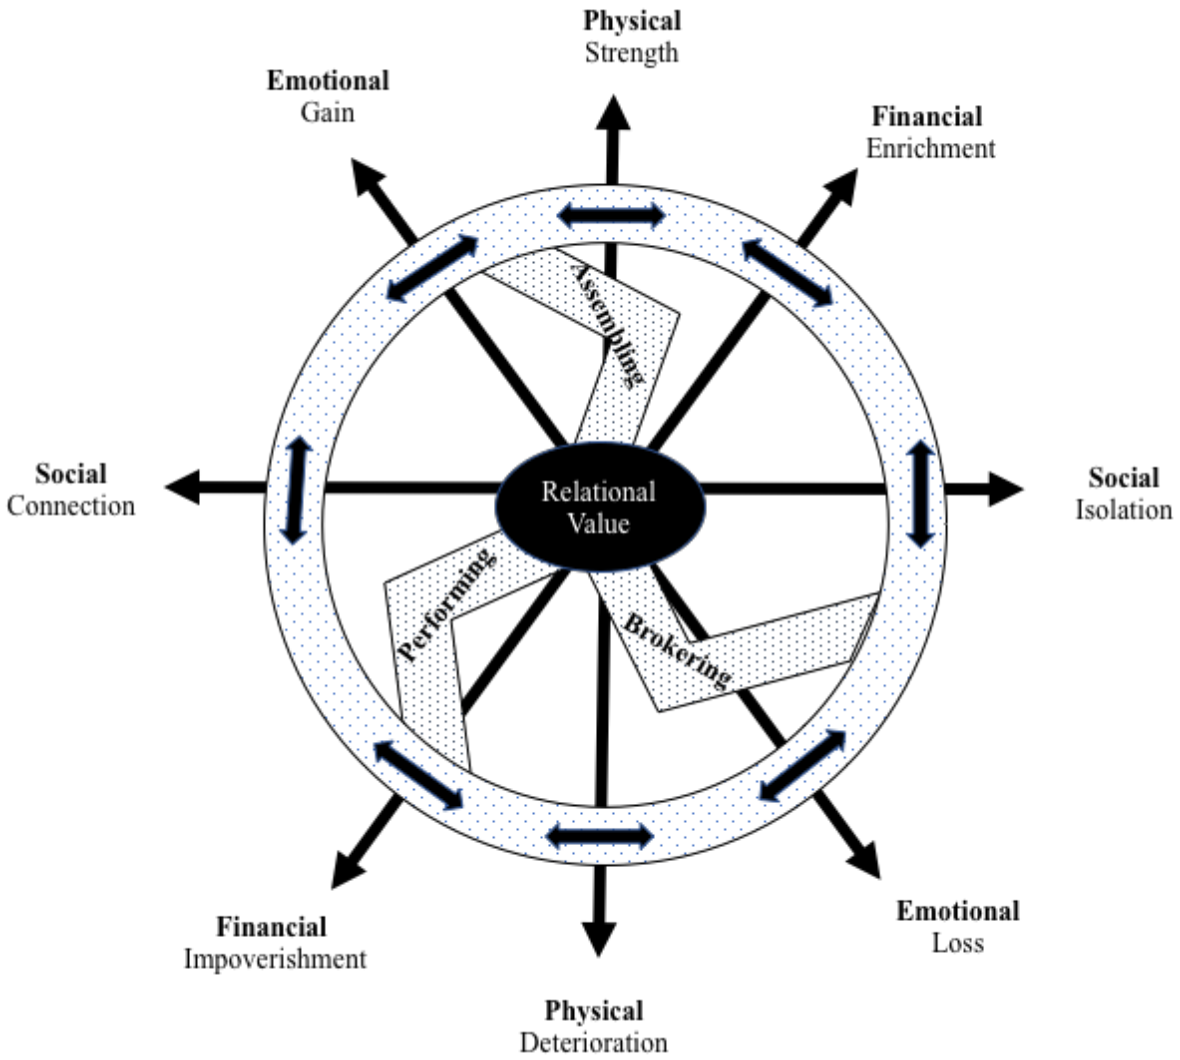 Physical
Strength
Emotional
Gain
Financial
Enrichment
Assembling
Social
Connection
Relational
Value
Social
Isolation
Performing
Brokering
Financial
Impoverishment
Emotional
Loss
Physical
Deterioration